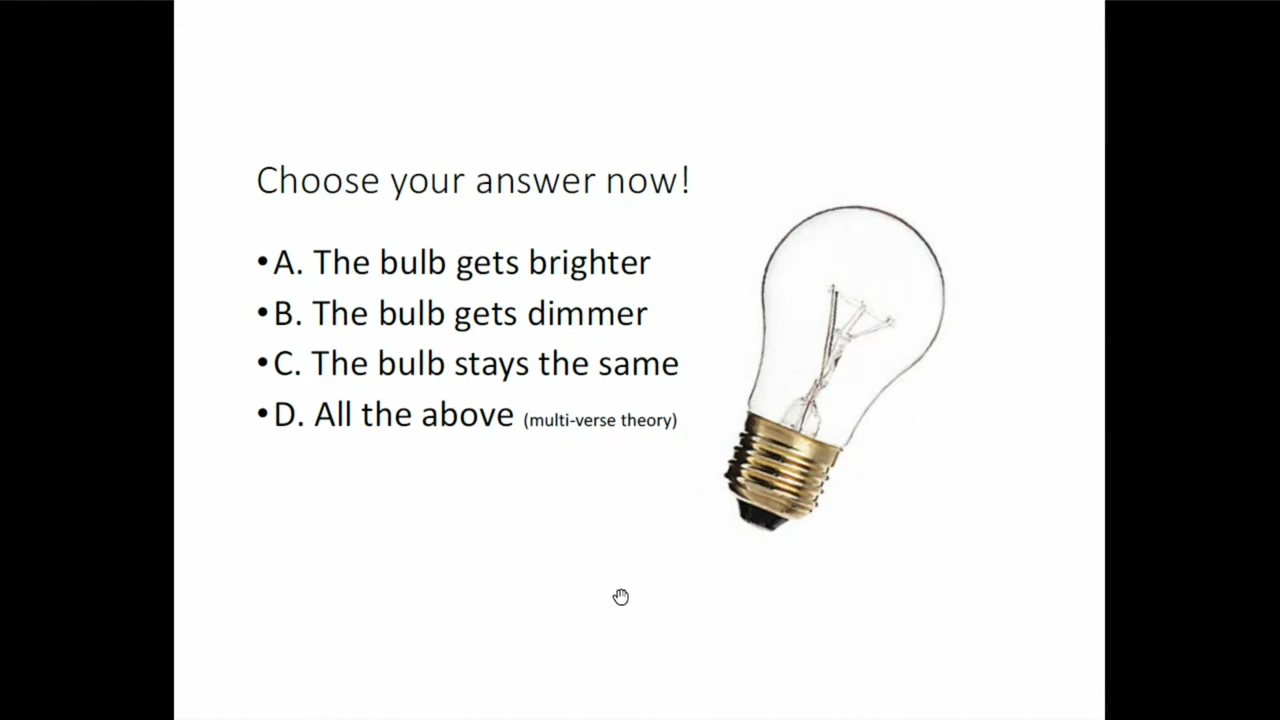 Choose your answer now!
•A. The bulb gets brighter
•B. The bulb gets dimmer
•C. The bulb stays the same
•D. All the above (multi-verse theory)